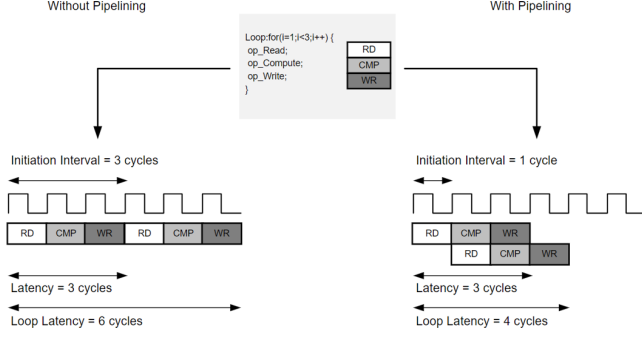 Without Pipelining
With Pipelining
Loop:for(i=1;i<3;i++) {
op_Read;
RD
op_Compute;
CMP
op_Write;
WR
}
Initiation Interval = 3 cycles
Initiation Interval = 1 cycle
RD CMP WR RD CMP WR
RD CMP WR
RD CMP WR
Latency = 3 cycles
Latency = 3 cycles
Loop Latency = 6 cycles
Loop Latency = 4 cycles